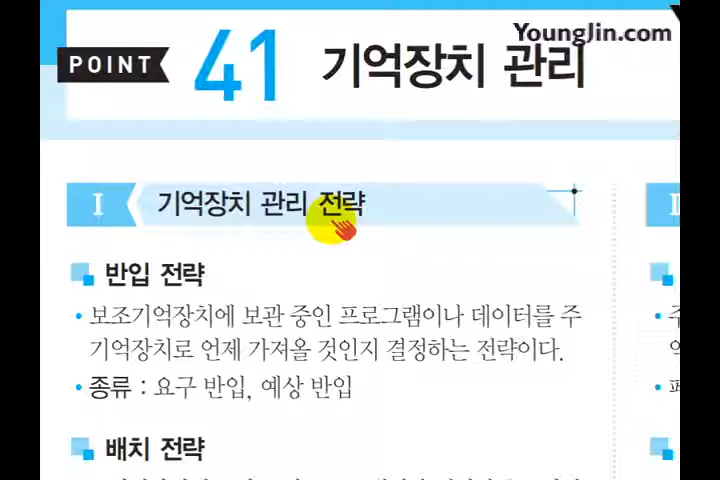 YoungJin.com
POINT 41 기억장치 관리
I 기억장치 관리 전략
반입 전략
• 보조기억장치에 보관 중인 프로그램이나 데이터를 주
기억장치로 언제 가져올 것인지 결정하는 전략이다.
• 종류 : 요구 반입, 예상 반입
배치 전략